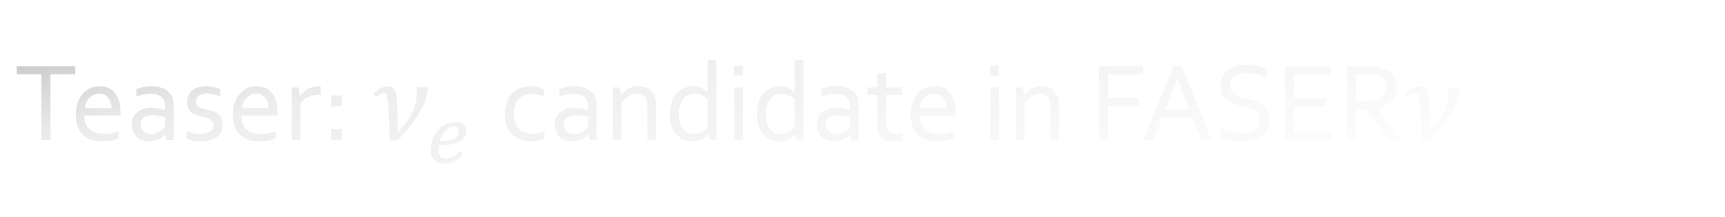 Teaser: νₑ candidate in FASERν